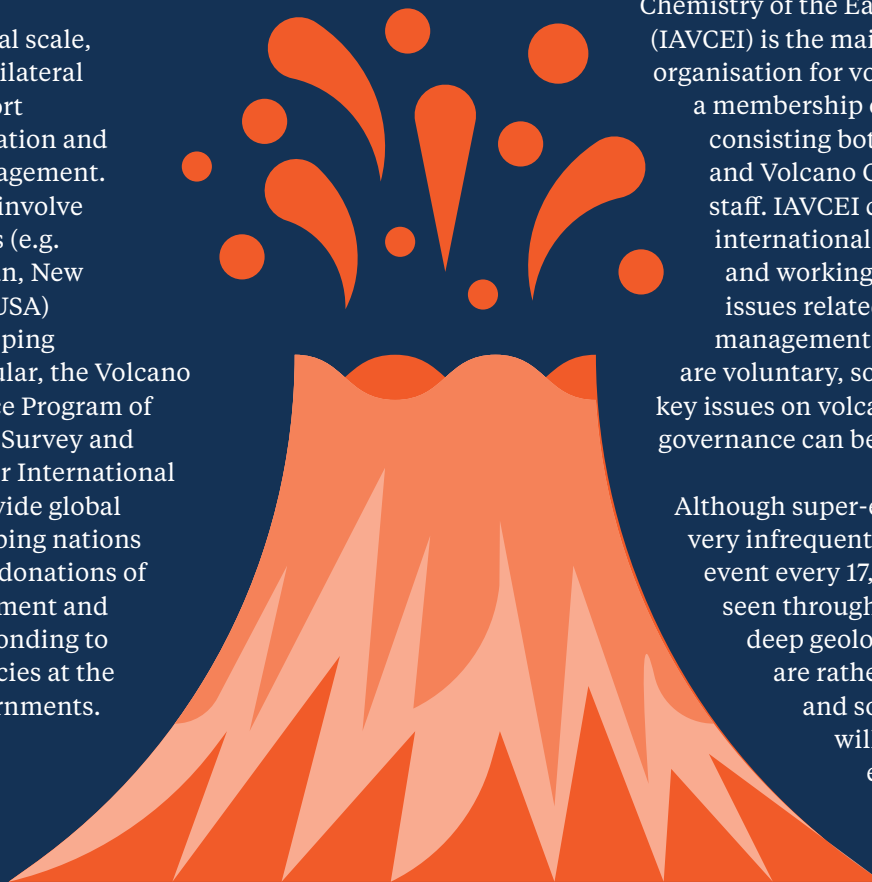 al scale,
ilateral
ort
ation and
agement.
involve
s (e.g.
n, New
USA)
ping
ular, the Volcano
ce Program of
Survey and
r International
vide global
ping nations
donations of
ment and
onding to
cies at the
rnments.
Chemistry of the Ea
(IAVCEI) is the mai
organisation for vo
a membership
consisting bot
and Volcano
staff. IAVCEI
international
and working
issues relate
management
are voluntary, so
key issues on volca
governance can be
Although super-e
very infrequent
event every 17,
seen through
deep geolo
are rathe
and so
will
e